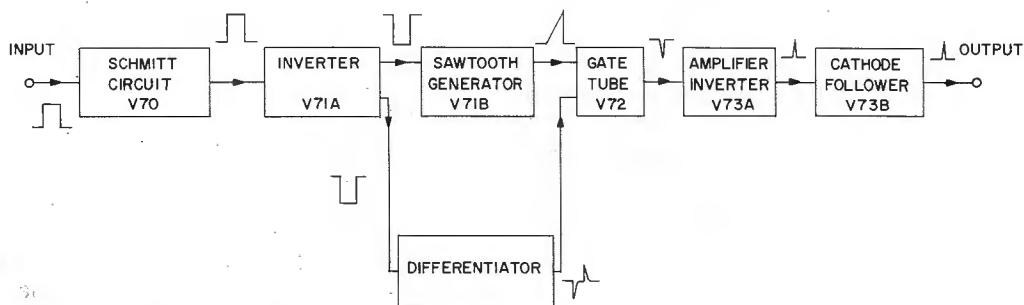 INPUT
SCHMITT
CIRCUIT
V70
INVERTER
V71A
SAWTOOTH
GENERATOR
V71B
GATE
TUBE
V72
AMPLIFIER
INVERTER
V73A
CATHODE
FOLLOWER
V73B
OUTPUT
DIFFERENTIATOR